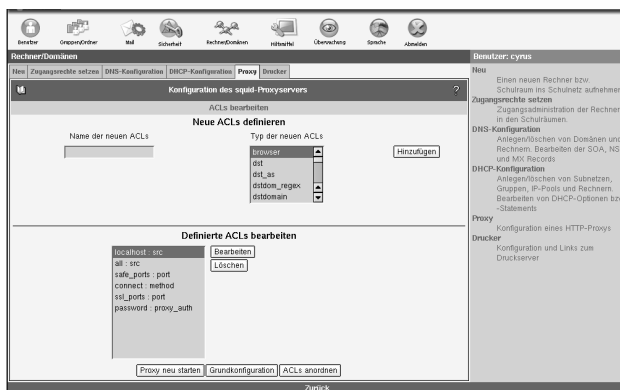 Benutzer Gruppen/Ordner Mail Sicherheit Rechner/Domänen Hilfsmittel Überwachung Sprache Abmelden
Rechner/Domänen
Neu Zugangsrechte setzen DNS-Konfiguration DHCP-Konfiguration Proxy Drucker
Konfiguration des squid-Proxyservers ?
ACLs bearbeiten
Neue ACLs definieren
Name der neuen ACLs Typ der neuen ACLs
browser
dst
dst_as
dstdom_regex
dstdomain
Hinzufügen
Definierte ACLs bearbeiten
localhost : src
all : src
safe_ports : port
connect : method
ssl_ports : port
password : proxy_auth
Bearbeiten
Löschen
Proxy neu starten Grundkonfiguration ACLs anordnen
Zurück
Benutzer: cyrus
Neu
Einen neuen Rechner bzw.
Schulraum ins Schulnetz aufnehmen
Zugangsrechte setzen
Zugangsadministration der Rechner
in den Schulräumen.
DNS-Konfiguration
Anlegen/löschen von Domänen und
Rechnern. Bearbeiten der SOA, NS
und MX Records
DHCP-Konfiguration
Anlegen/löschen von Subnetzen,
Gruppen, IP-Pools und Rechnern.
Bearbeiten von DHCP-Optionen bzw
-Statements
Proxy
Konfiguration eines HTTP-Proxys
Drucker
Konfiguration und Links zum
Druckserver